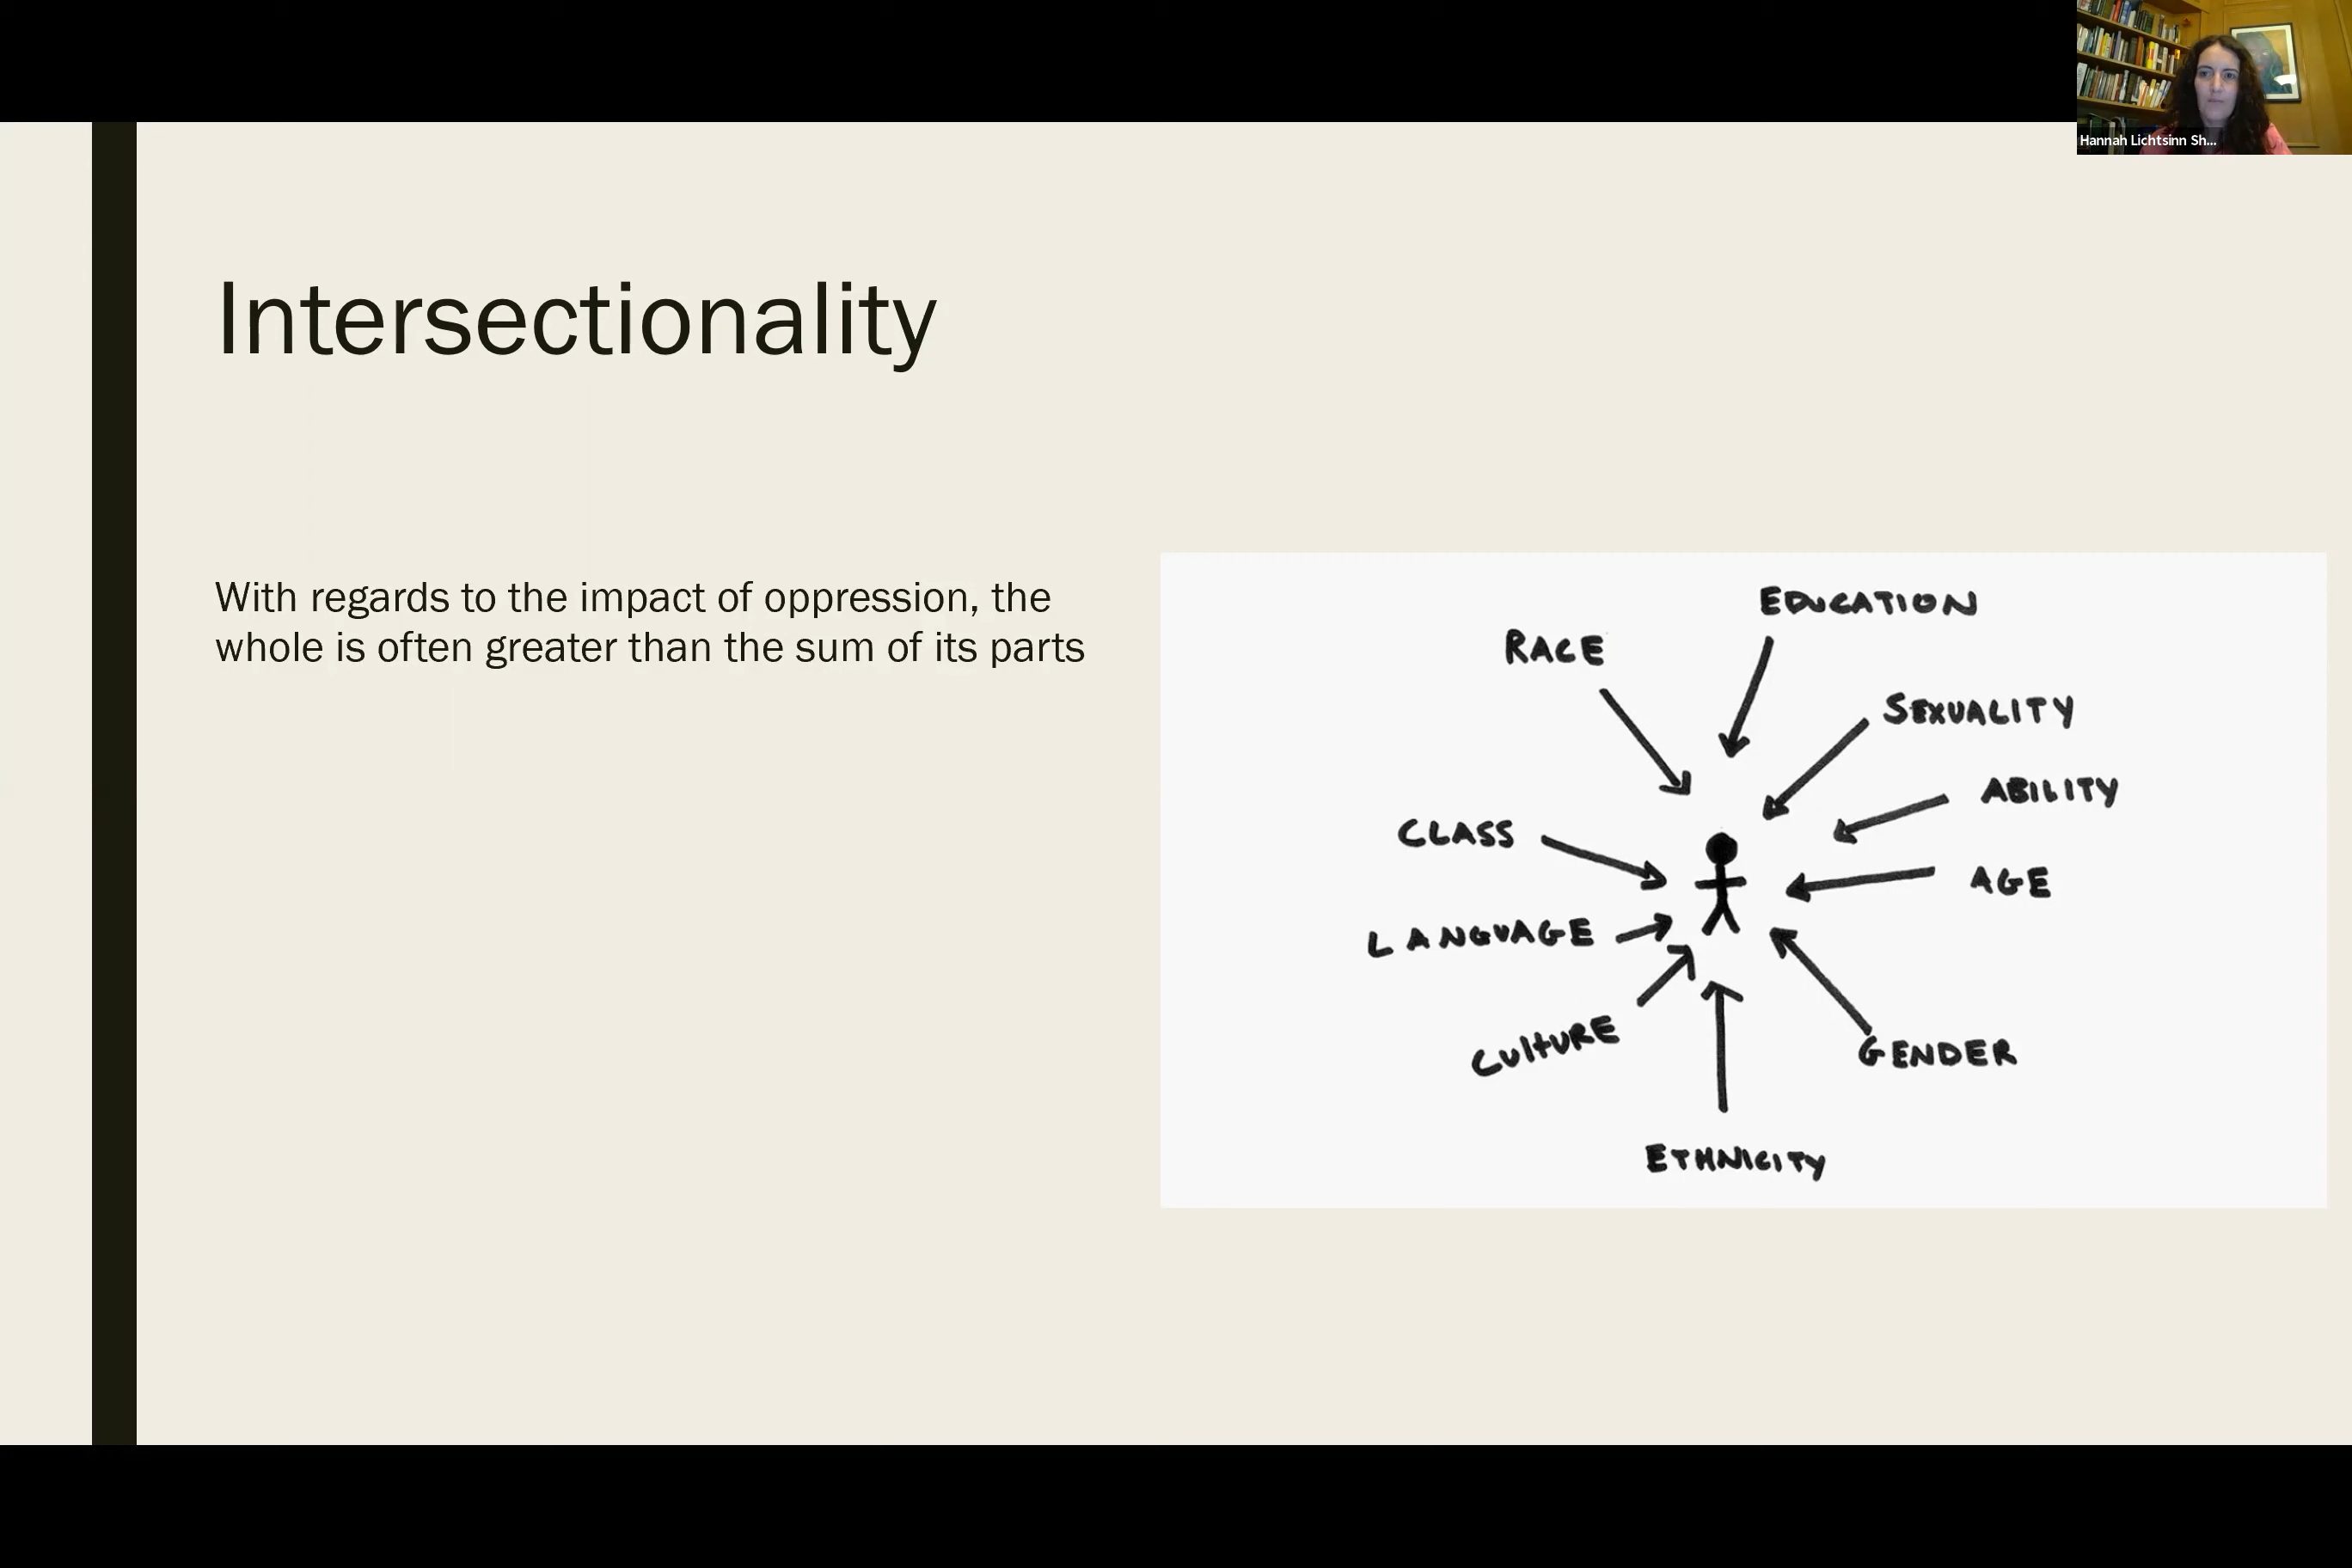 Hannah Lichtsinn Sh...
Intersectionality
With regards to the impact of oppression, the
whole is often greater than the sum of its parts
EDUCATION
RACE
SEXUALITY
ABILITY
CLASS
AGE
LANGUAGE
CULTURE
GENDER
ETHNICITY